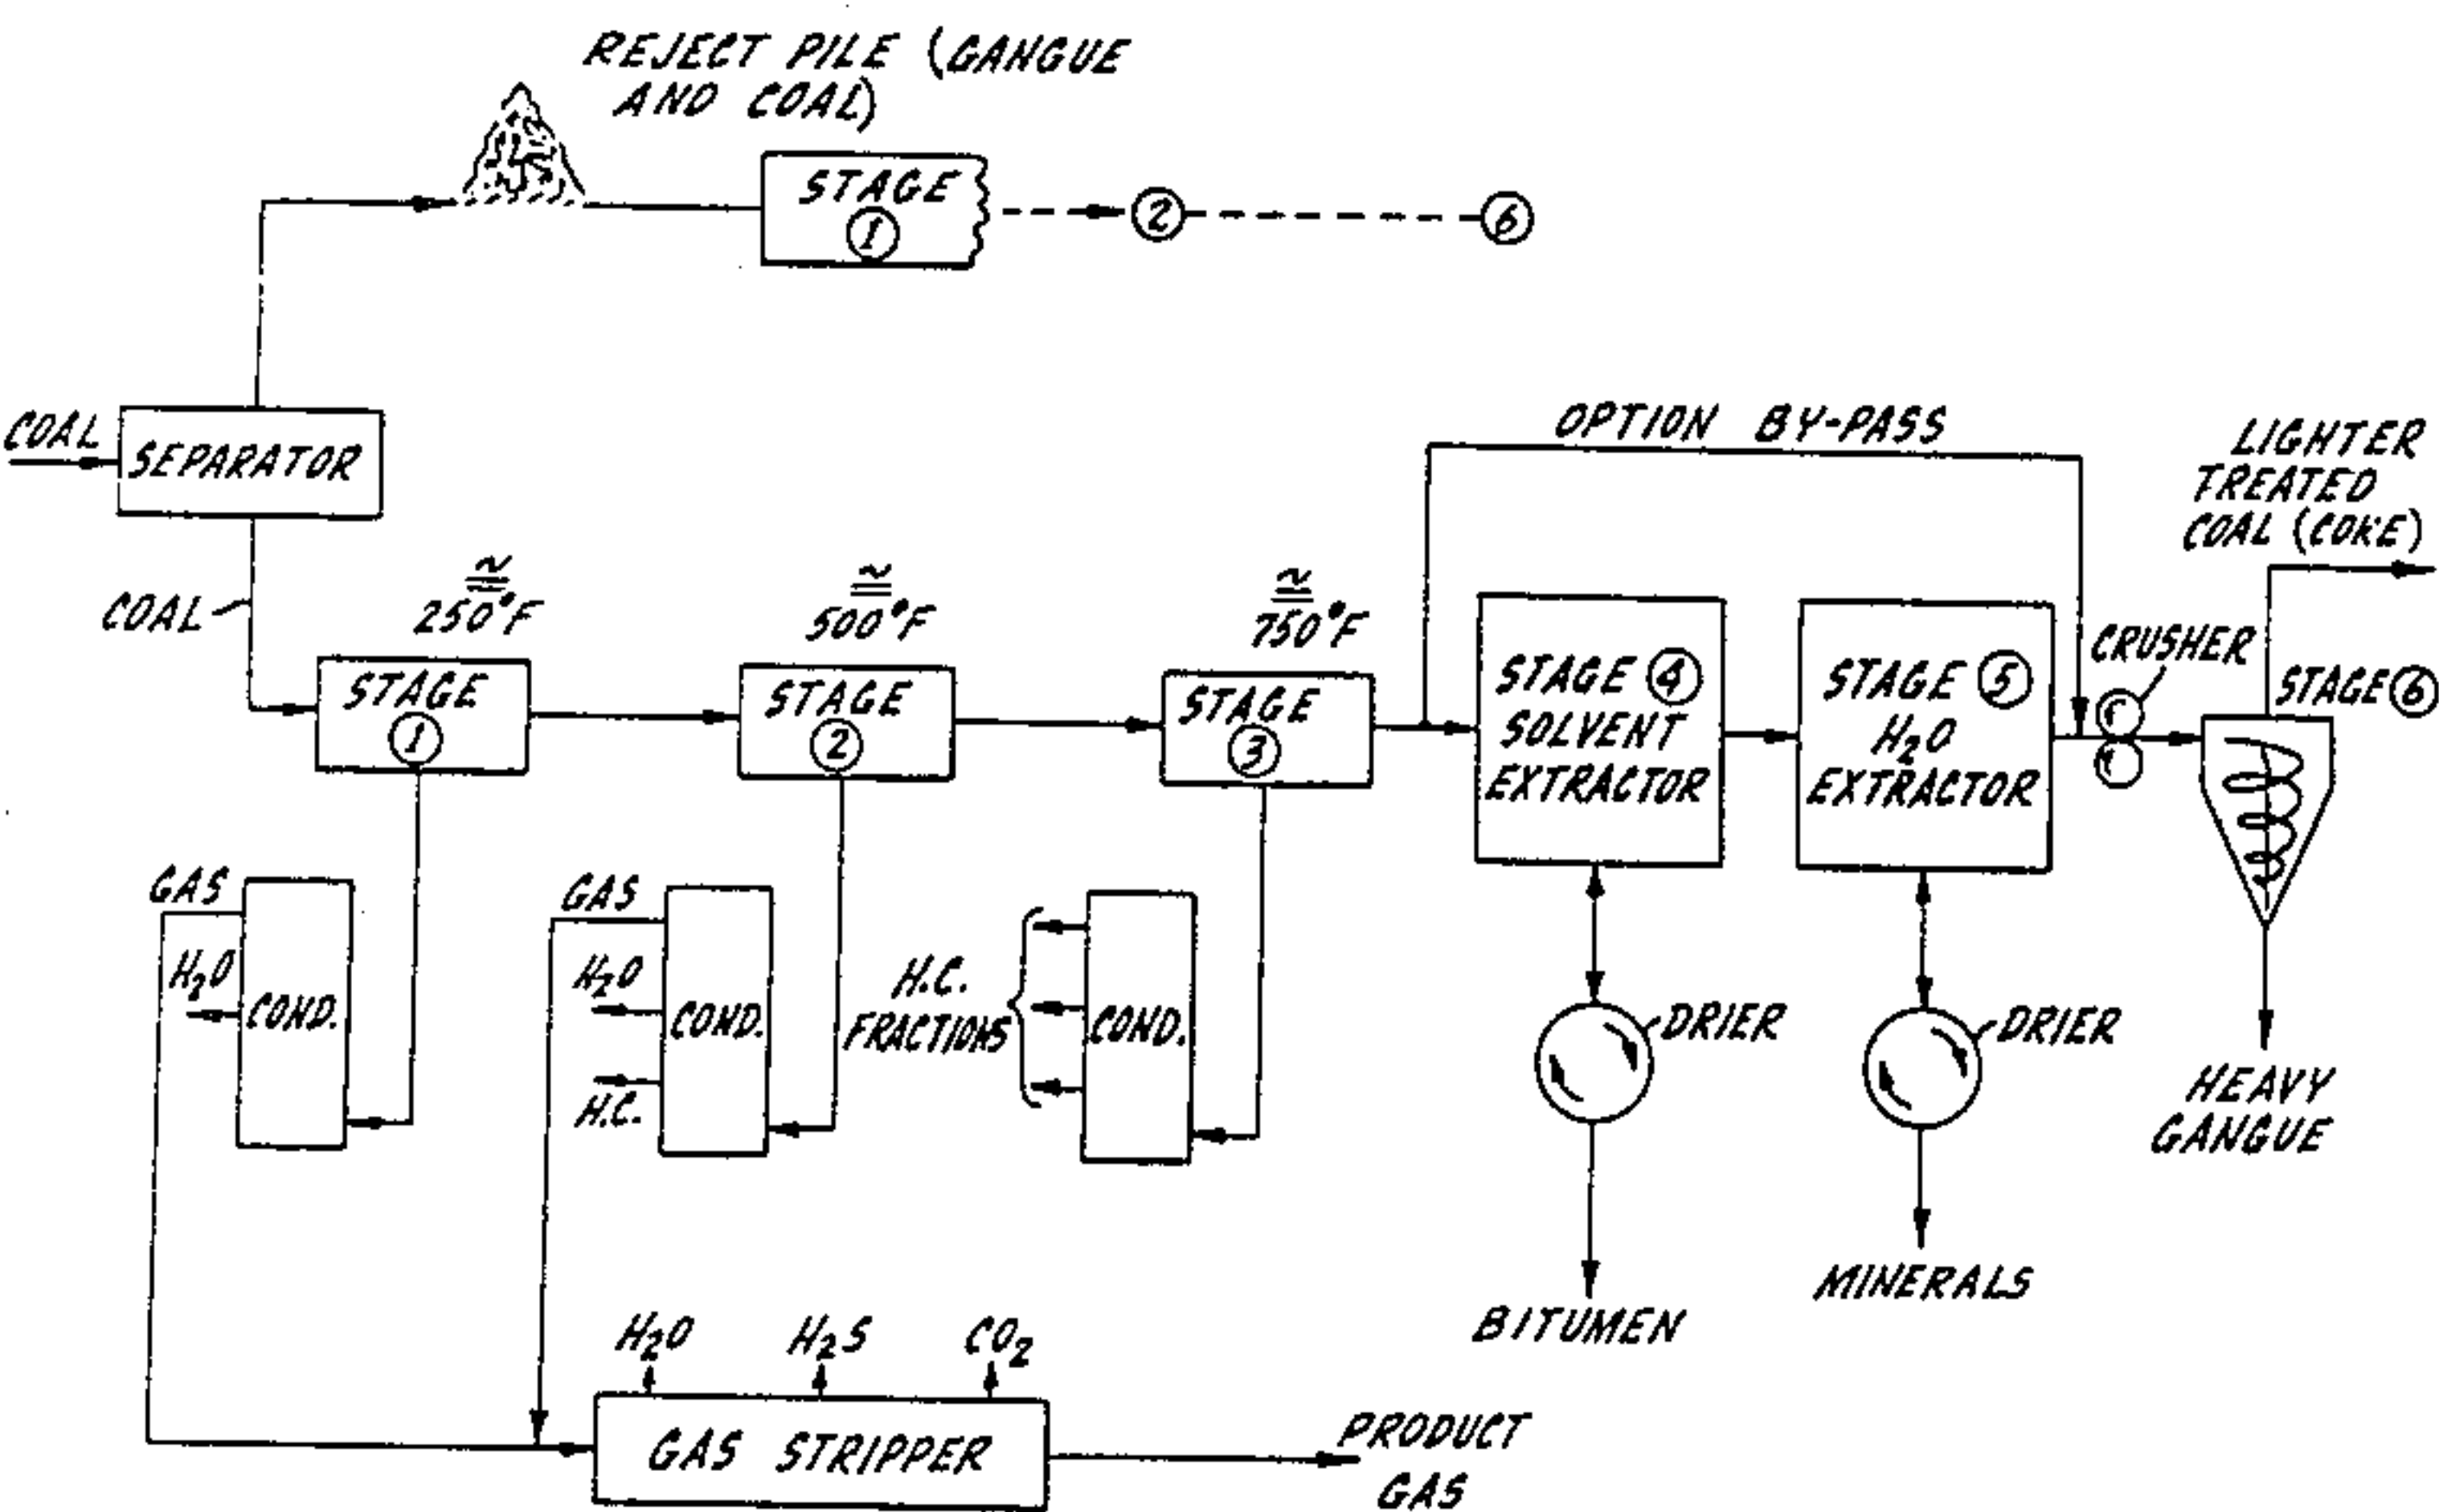 REJECT PILE (GANGUE
AND COAL)
STAGE
1
2
6
COAL
SEPARATOR
OPTION BY-PASS
LIGHTER
TREATED
COAL (COKE)
COAL
≅
250°F
≅
500°F
≅
750°F
CRUSHER
STAGE
1
STAGE
2
STAGE
3
STAGE 4
SOLVENT
EXTRACTOR
STAGE 5
H2O
EXTRACTOR
STAGE 6
GAS
H2O
COND.
GAS
H2O
COND.
H.C.
H.C.
FRACTIONS
COND.
DRIER
DRIER
HEAVY
GANGUE
MINERALS
BITUMEN
H2O
H2S
CO2
GAS STRIPPER
PRODUCT
GAS